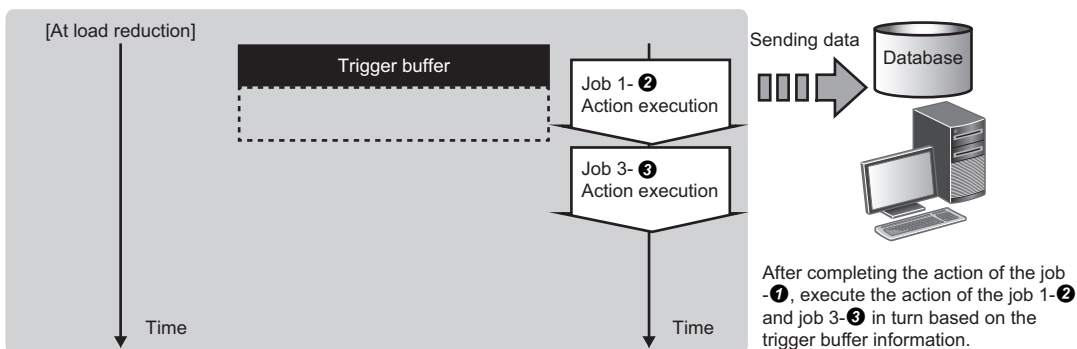 [At load reduction]
Trigger buffer
Job 1- ❷
Action execution
Job 3- ❸
Action execution
Time
Time
Sending data
Database
After completing the action of the job
-❶, execute the action of the job 1-❷
and job 3-❸ in turn based on the
trigger buffer information.